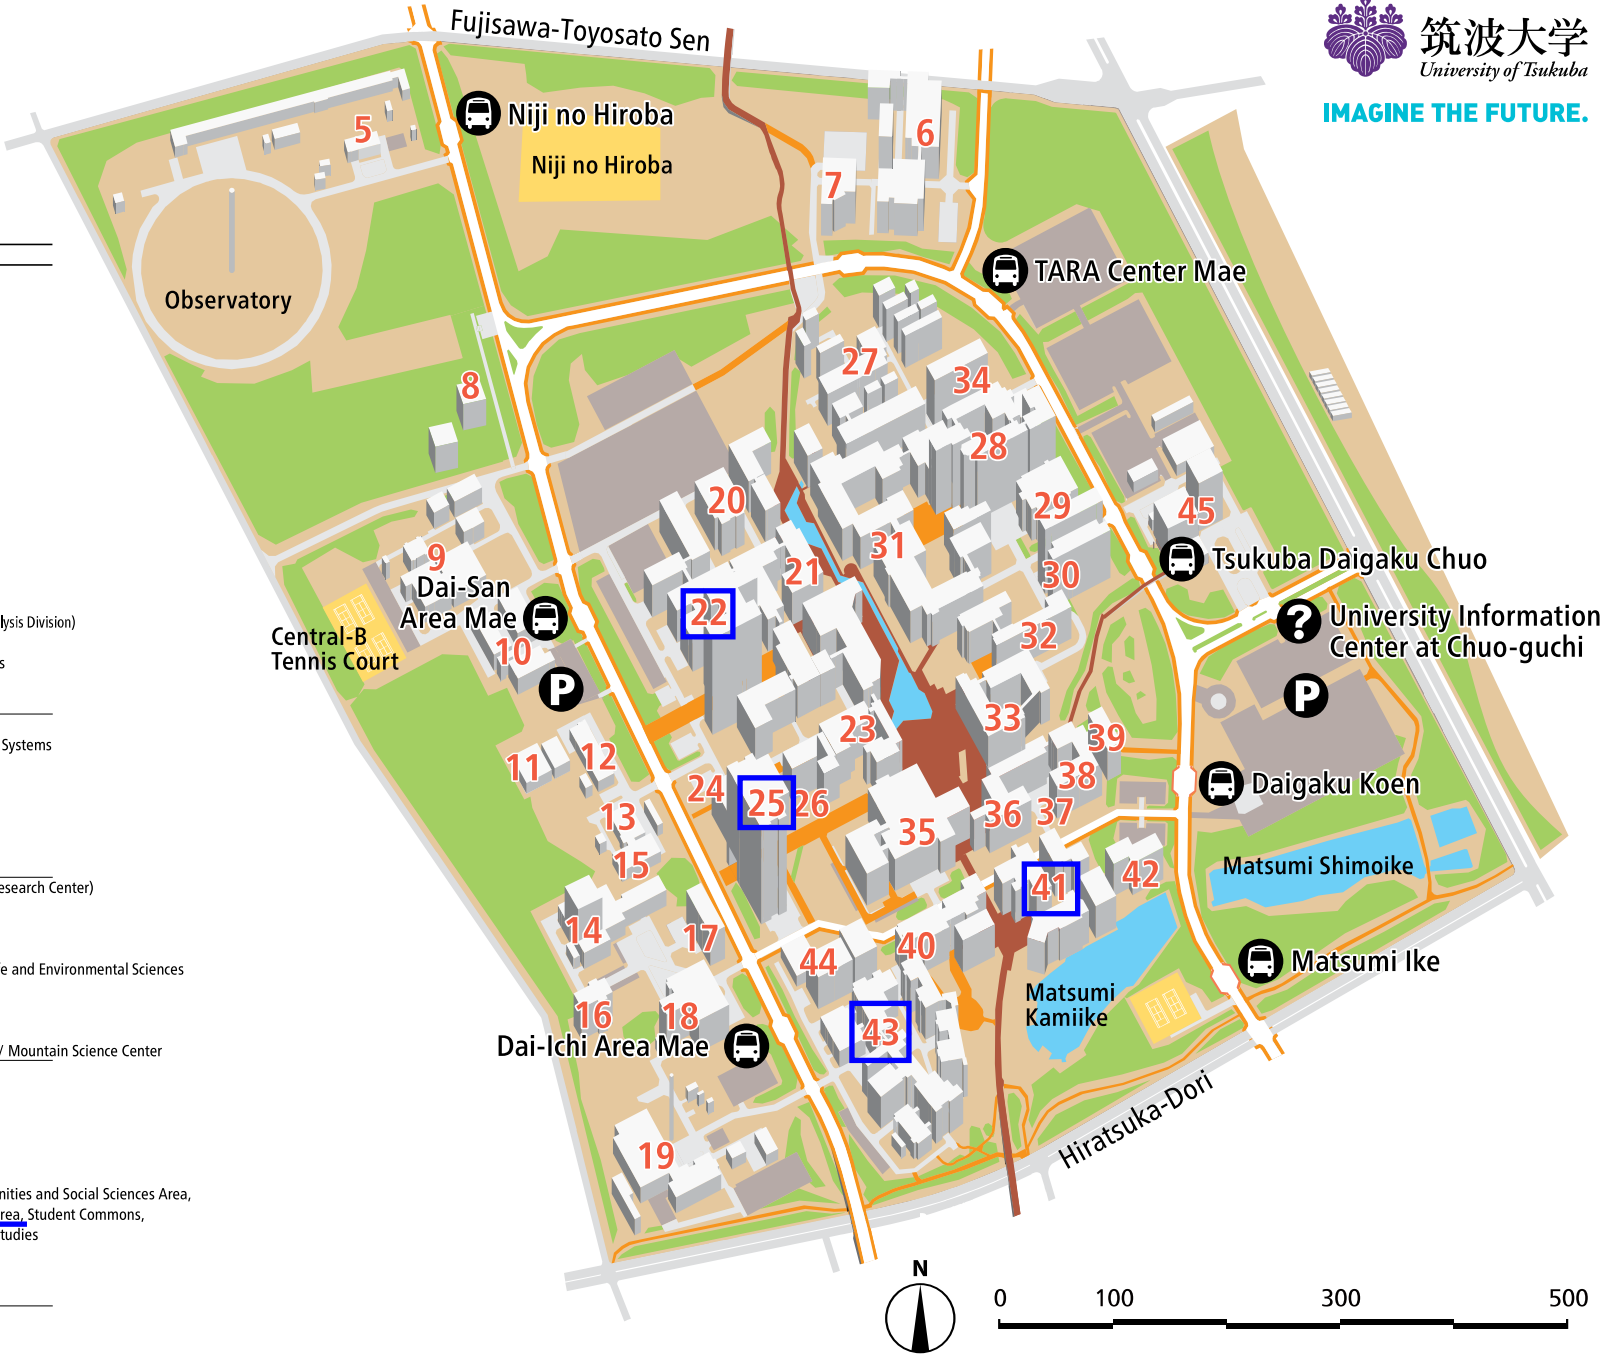 Fujisawa-Toyosato Sen
筑波大学
University of Tsukuba
IMAGINE THE FUTURE.
5
Niji no Hiroba
Niji no Hiroba
6
7
Observatory
TARA Center Mae
8
27
34
28
20
29
45
31
9
21
30
Tsukuba Daigaku Chuo
Dai-San
Area Mae
22
University Information
Center at Chuo-guchi
lysis Division)
Central-B
Tennis Court
10
32
s
P
P
33
23
39
Systems
11
12
38
Daigaku Koen
24
25
26
36
37
13
35
15
Matsumi Shimoike
41
42
esearch Center)
14
17
40
44
Matsumi Ike
e and Environmental Sciences
Matsumi
Kamiike
16
18
43
Dai-Ichi Area Mae
/ Mountain Science Center
Hiratsuka-Dori
19
nities and Social Sciences Area,
rea, Student Commons,
tudies
N
0
100
300
500